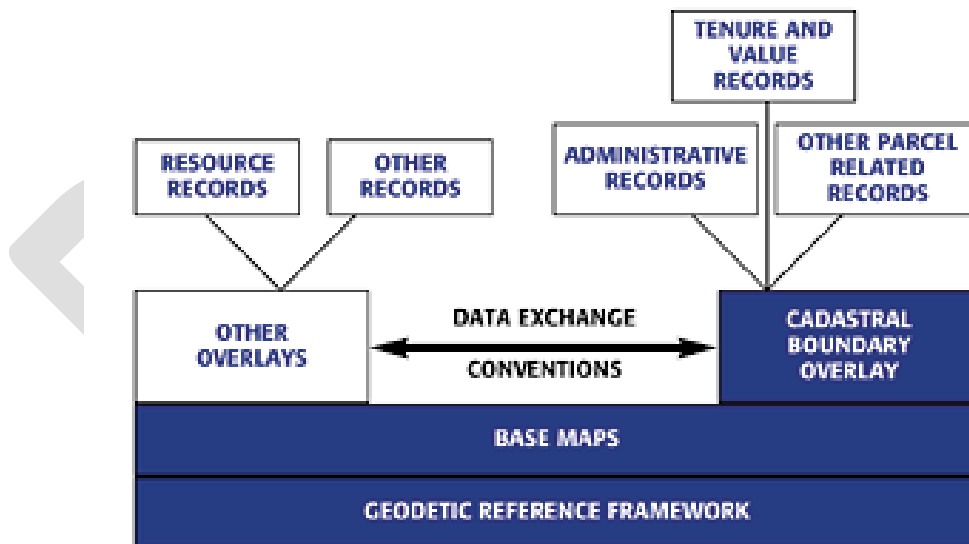 TENURE AND
VALUE
RECORDS
RESOURCE
RECORDS
OTHER
RECORDS
ADMINISTRATIVE
RECORDS
OTHER PARCEL
RELATED
RECORDS
OTHER
OVERLAYS
DATA EXCHANGE
CONVENTIONS
CADASTRAL
BOUNDARY
OVERLAY
BASE MAPS
GEODETIC REFERENCE FRAMEWORK